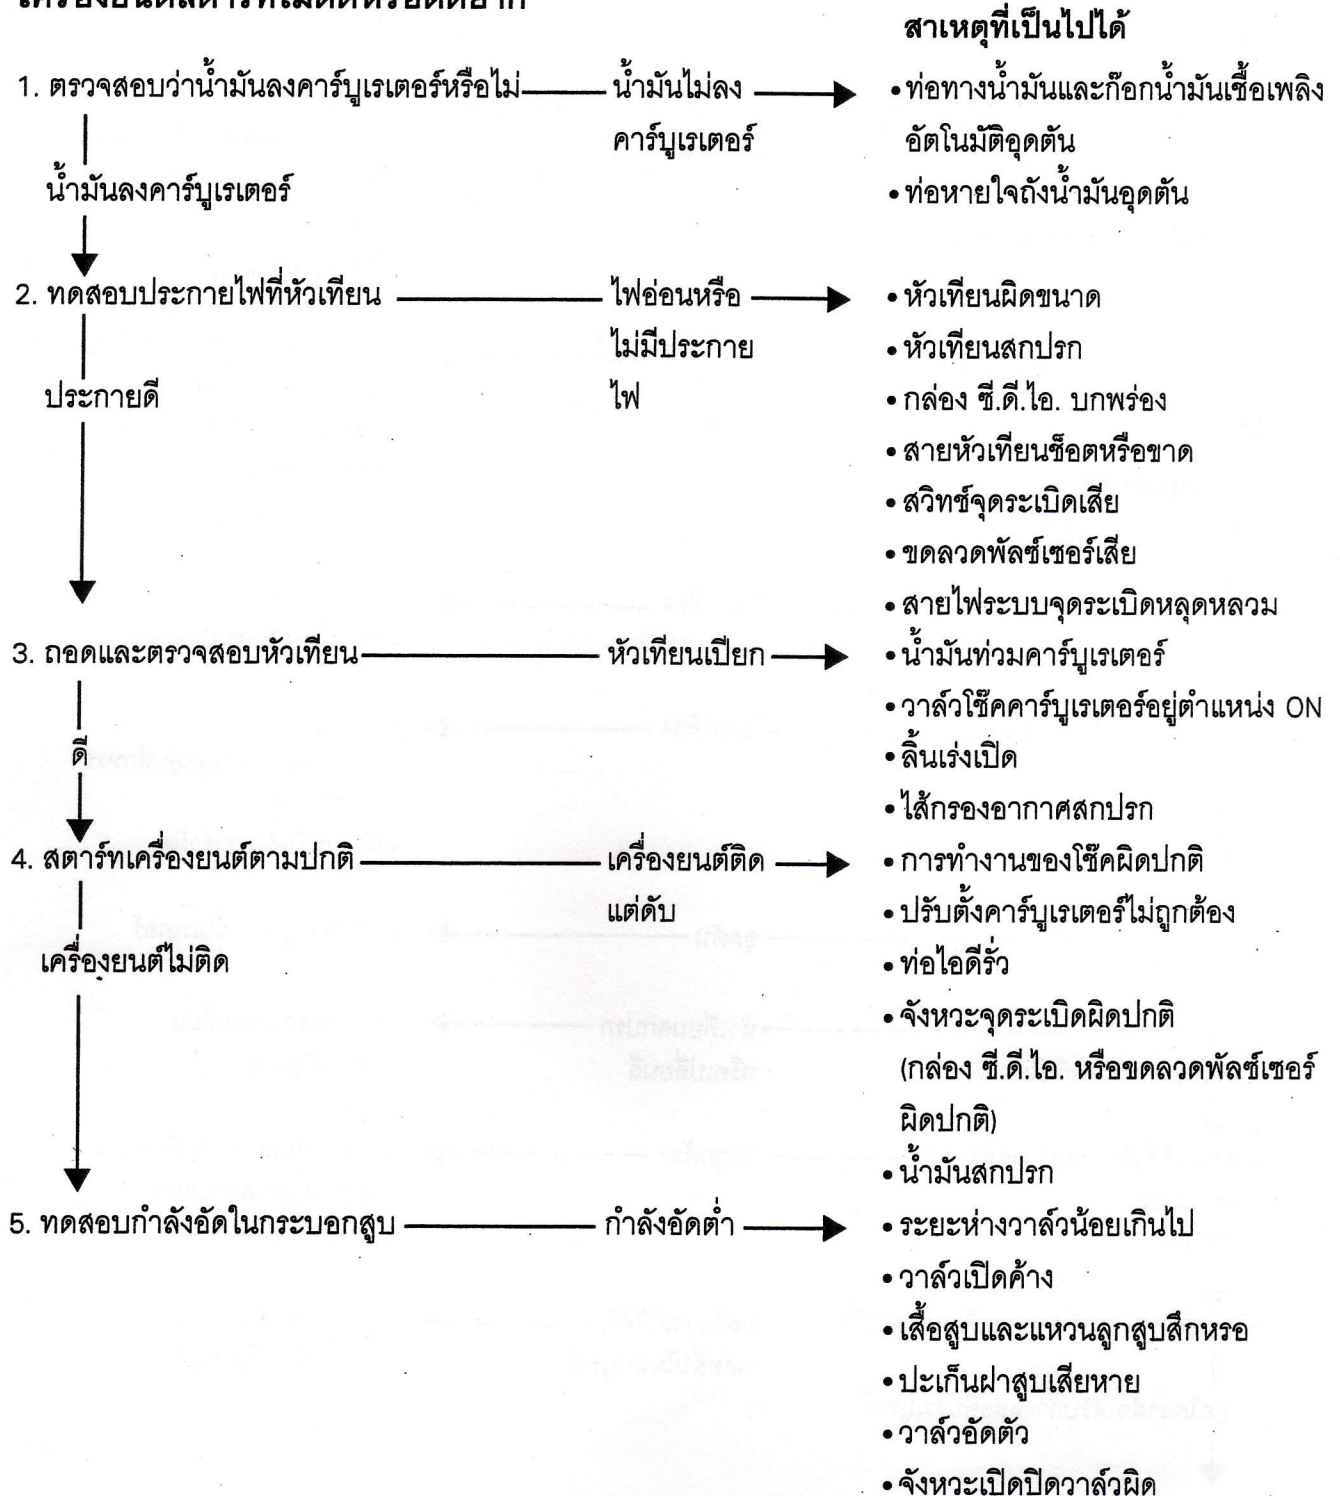 เครื่องยนต์สตาร์ทไม่ติดหรือติดยาก
สาเหตุที่เป็นไปได้
1. ตรวจสอบว่าน้ำมันลงคาร์บูเรเตอร์หรือไม่
น้ำมันไม่ลง
คาร์บูเรเตอร์
• ท่อทางน้ำมันและก๊อกน้ำมันเชื้อเพลิง
อัตโนมัติอุดตัน
• ท่อหายใจถังน้ำมันอุดตัน
น้ำมันลงคาร์บูเรเตอร์
2. ทดสอบประกายไฟที่หัวเทียน
ไฟอ่อนหรือ
ไม่มีประกาย
ไฟ
• หัวเทียนผิดขนาด
• หัวเทียนสกปรก
• กล่อง ซี.ดี.ไอ. บกพร่อง
• สายหัวเทียนช็อตหรือขาด
• สวิทช์จุดระเบิดเสีย
• ขดลวดพัลซ์เซอร์เสีย
• สายไฟระบบจุดระเบิดหลุดหลวม
ประกายดี
3. ถอดและตรวจสอบหัวเทียน
หัวเทียนเปียก
• น้ำมันท่วมคาร์บูเรเตอร์
• วาล์วโช๊คคาร์บูเรเตอร์อยู่ตำแหน่ง ON
• ลิ้นเร่งเปิด
• ไส้กรองอากาศสกปรก
ดี
4. สตาร์ทเครื่องยนต์ตามปกติ
เครื่องยนต์ติด
แต่ดับ
• การทำงานของโช๊คผิดปกติ
• ปรับตั้งคาร์บูเรเตอร์ไม่ถูกต้อง
• ท่อไอดีรั่ว
• จังหวะจุดระเบิดผิดปกติ
(กล่อง ซี.ดี.ไอ. หรือขดลวดพัลซ์เซอร์
ผิดปกติ)
• น้ำมันสกปรก
เครื่องยนต์ไม่ติด
5. ทดสอบกำลังอัดในกระบอกสูบ
กำลังอัดต่ำ
• ระยะห่างวาล์วน้อยเกินไป
• วาล์วเปิดค้าง
• เสื้อสูบและแหวนลูกสูบสึกหรอ
• ปะเก็นฝาสูบเสียหาย
• วาล์วอัดตัว
• จังหวะเปิดปิดวาล์วผิด